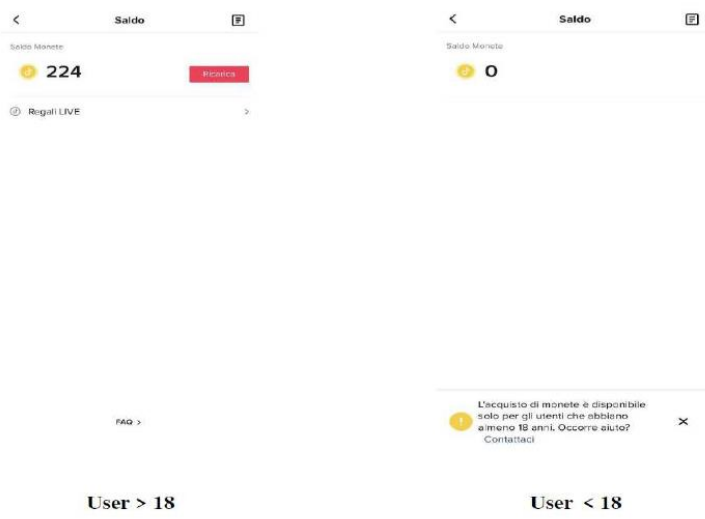 Saldo
Saldo Monete
224
Ricarica
Regali LIVE
FAQ >
User > 18
Saldo
Saldo Monete
0
L'acquisto di monete è disponibile
solo per gli utenti che abbiano
almeno 18 anni. Occorre aiuto?
Contattaci
User < 18